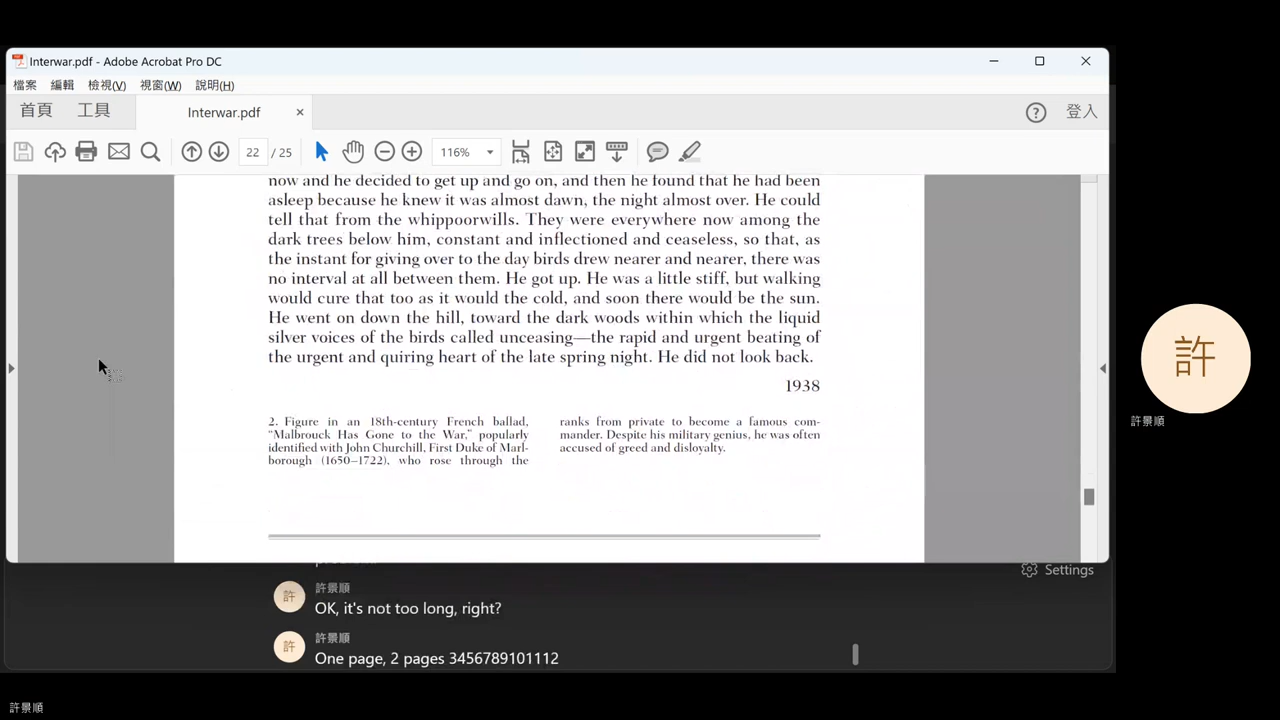 Interwar.pdf - Adobe Acrobat Pro DC
檔案 編輯 檢視(V) 視窗(W) 說明(H)
首頁 工具 Interwar.pdf × ? 登入
22 / 25 116%
now and he decided to get up and go on, and then he found that he had been
asleep because he knew it was almost dawn, the night almost over. He could
tell that from the whippoorwills. They were everywhere now among the
dark trees below him, constant and inflectioned and ceaseless, so that, as
the instant for giving over to the day birds drew nearer and nearer, there was
no interval at all between them. He got up. He was a little stiff, but walking
would cure that too as it would the cold, and soon there would be the sun.
He went on down the hill, toward the dark woods within which the liquid
silver voices of the birds called unceasing—the rapid and urgent beating of
the urgent and quiring heart of the late spring night. He did not look back.
1938
2. Figure in an 18th-century French ballad,
"Malbrouck Has Gone to the War," popularly
identified with John Churchill, First Duke of Marl-
borough (1650–1722), who rose through the
ranks from private to become a famous com-
mander. Despite his military genius, he was often
accused of greed and disloyalty.
Settings
許 許景順
OK, it's not too long, right?
許 許景順
One page, 2 pages 3456789101112
許
許景順
許景順